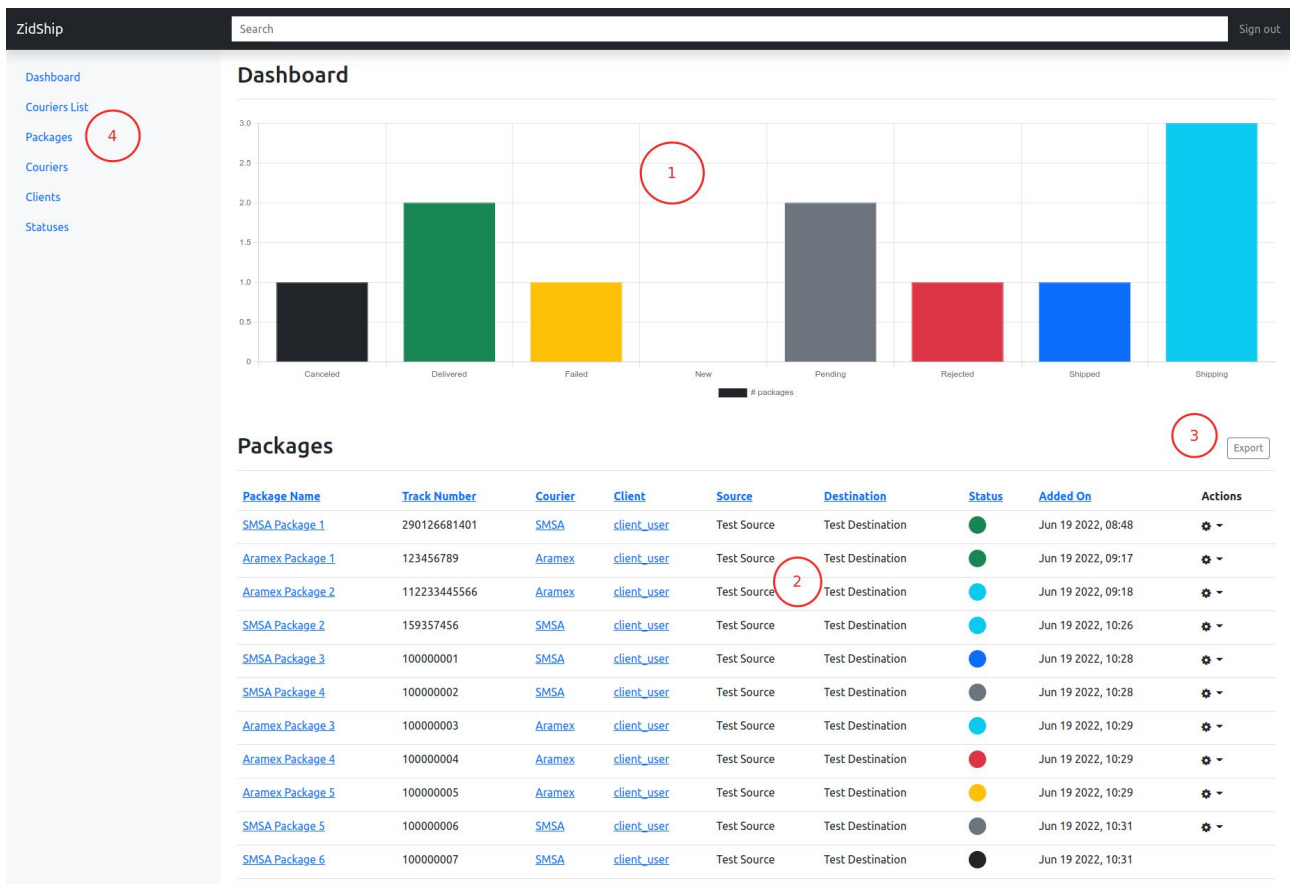 ZidShip Search Sign out
Dashboard
Couriers List
Packages 4
Couriers
Clients
Statuses
Dashboard
3.0
2.5
2.0
1.5
1.0
0.5
0
1
Canceled Delivered Failed New Pending Rejected Shipped Shipping
# packages
Packages 3 Export
Package Name Track Number Courier Client Source Destination Status Added On Actions
SMSA Package 1 290126681401 SMSA client_user Test Source Test Destination Jun 19 2022, 08:48
Aramex Package 1 123456789 Aramex client_user Test Source Test Destination Jun 19 2022, 09:17
2
Aramex Package 2 112233445566 Aramex client_user Test Source Test Destination Jun 19 2022, 09:18
SMSA Package 2 159357456 SMSA client_user Test Source Test Destination Jun 19 2022, 10:26
SMSA Package 3 100000001 SMSA client_user Test Source Test Destination Jun 19 2022, 10:28
SMSA Package 4 100000002 SMSA client_user Test Source Test Destination Jun 19 2022, 10:28
Aramex Package 3 100000003 Aramex client_user Test Source Test Destination Jun 19 2022, 10:29
Aramex Package 4 100000004 Aramex client_user Test Source Test Destination Jun 19 2022, 10:29
Aramex Package 5 100000005 Aramex client_user Test Source Test Destination Jun 19 2022, 10:29
SMSA Package 5 100000006 SMSA client_user Test Source Test Destination Jun 19 2022, 10:31
SMSA Package 6 100000007 SMSA client_user Test Source Test Destination Jun 19 2022, 10:31